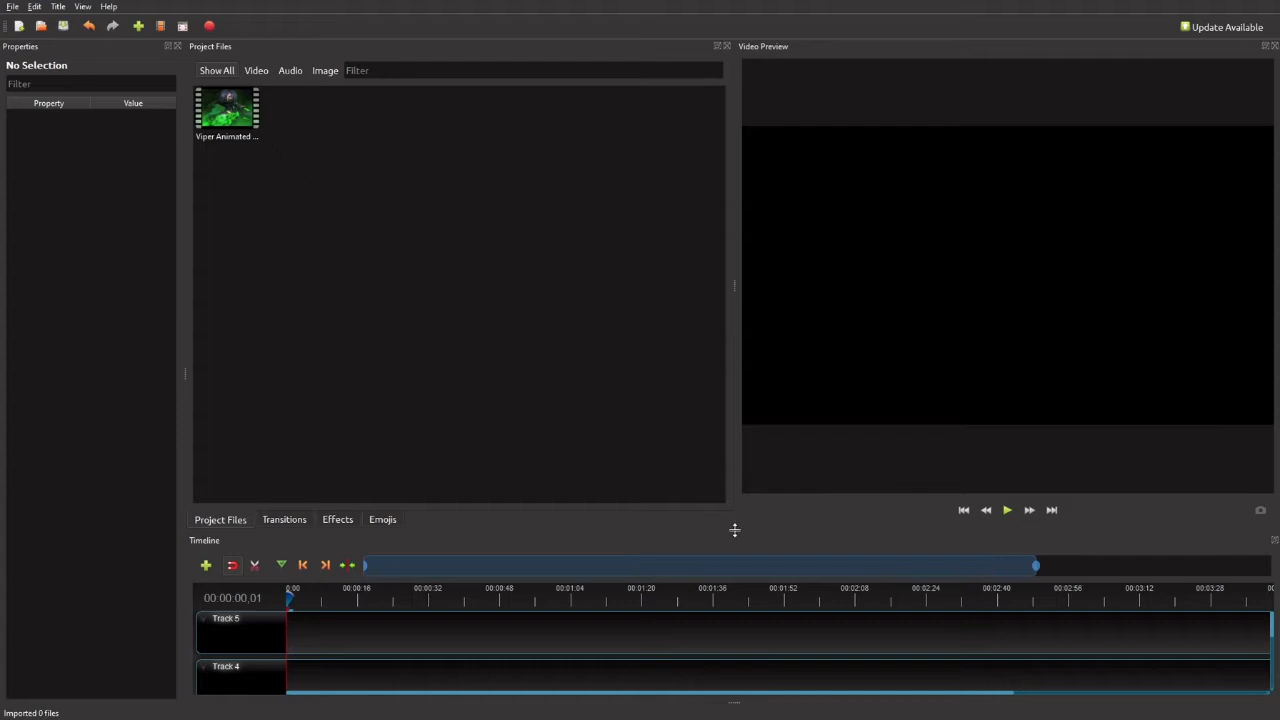 File Edit Title View Help
Update Available
Properties
Project Files
Video Preview
No Selection
Filter
Property Value
Show All Video Audio Image Filter
Viper Animated ...
Project Files Transitions Effects Emojis
Timeline
00:00:00,01
0:00 00:00:16 00:00:32 00:00:48 00:01:04 00:01:20 00:01:36 00:01:52 00:02:08 00:02:24 00:02:40 00:02:56 00:03:12 00:03:28
Track 5
Track 4
Imported 0 files